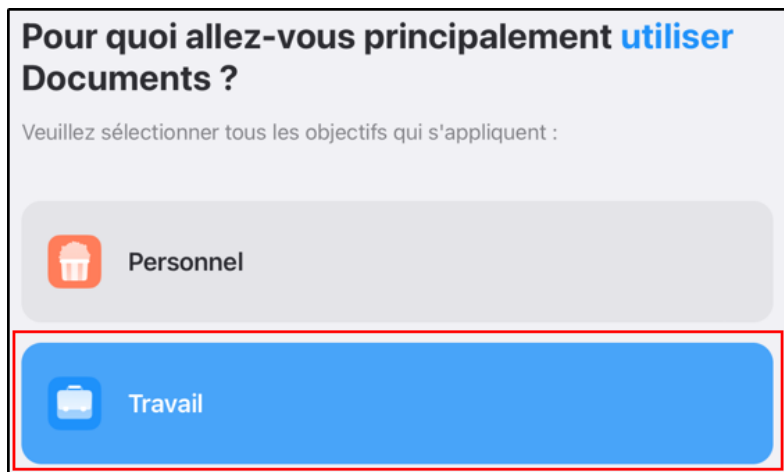 Pour quoi allez-vous principalement utiliser
Documents ?
Veuillez sélectionner tous les objectifs qui s'appliquent :
Personnel
Travail